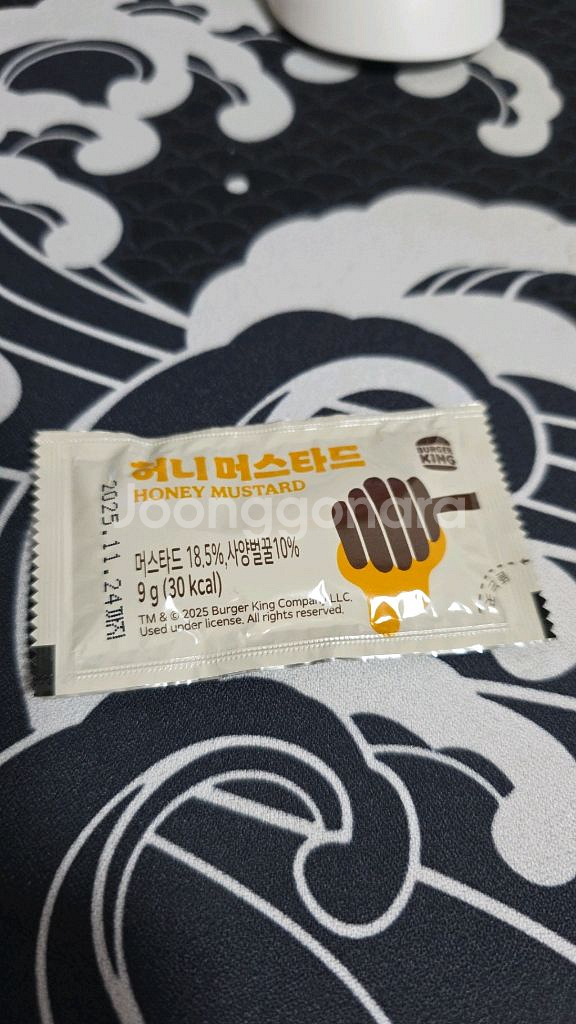 허니머스타드
HONEY MUSTARD
BURGER
KING
Joonggonara
머스타드 18.5%,사양벌꿀10%
9 g (30 kcal)
TM & © 2025 Burger King Company LLC.
Used under license. All rights reserved.
2025.11.24까지